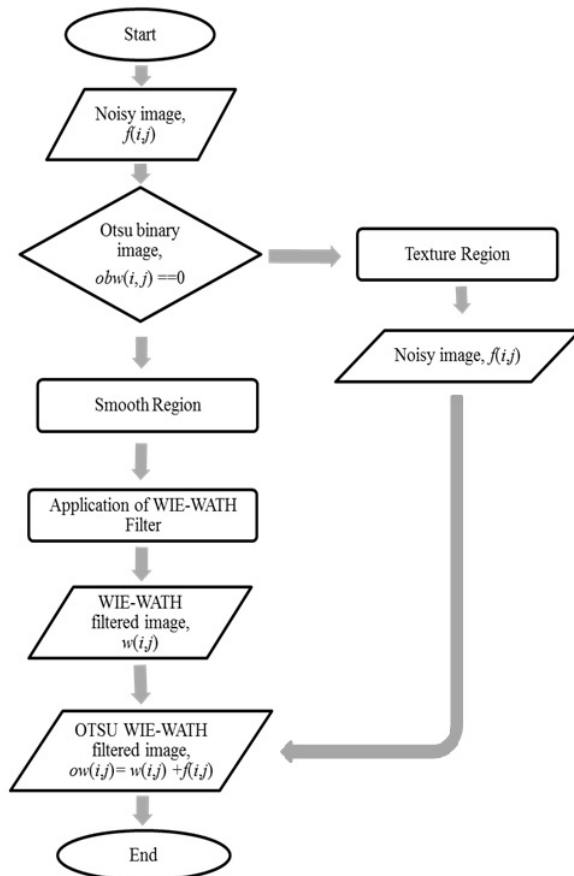 Start
Noisy image,
f(i,j)
Otsu binary
image,
obw(i, j) ==0
Texture Region
Noisy image, f(i,j)
Smooth Region
Application of WIE-WATH
Filter
WIE-WATH
filtered image,
w(i,j)
OTSU WIE-WATH
filtered image,
ow(i,j)= w(i,j) +f(i,j)
End